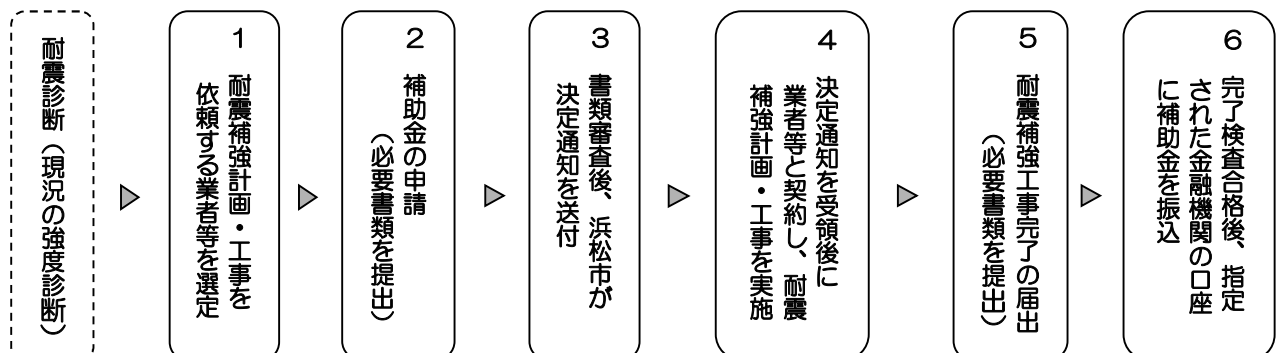 耐震診断（現況の強度診断）
1
耐震補強計画・工事を
依頼する業者等を選定
2
補助金の申請
（必要書類を提出）
3
書類審査後、浜松市が
決定通知を送付
4
決定通知を受領後に
業者等と契約し、耐震
補強計画・工事を実施
5
耐震補強工事完了の届出
（必要書類を提出）
6
完了検査合格後、指定
された金融機関の口座
に補助金を振込